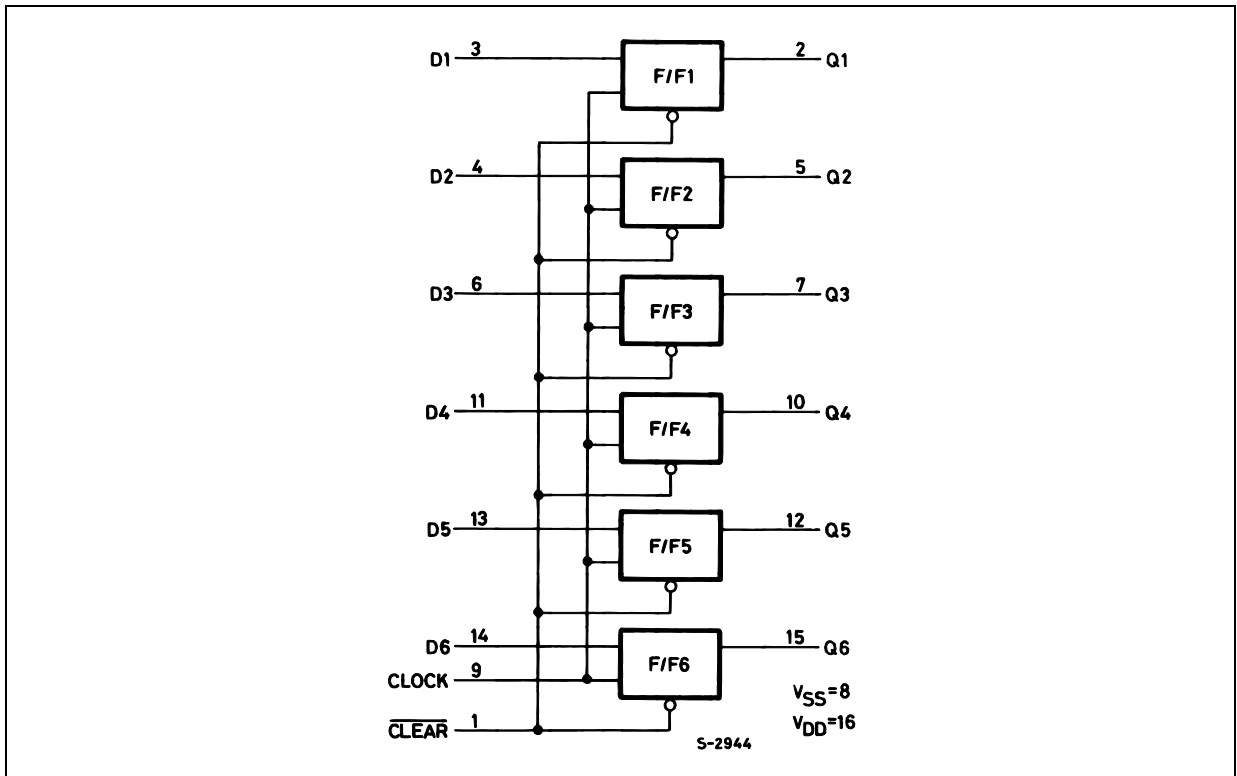 D1 3 F/F1 2 Q1
D2 4 F/F2 5 Q2
D3 6 F/F3 7 Q3
D4 11 F/F4 10 Q4
D5 13 F/F5 12 Q5
D6 14 F/F6 15 Q6
CLOCK 9
VSS=8
CLEAR 1
VDD=16
S-2944